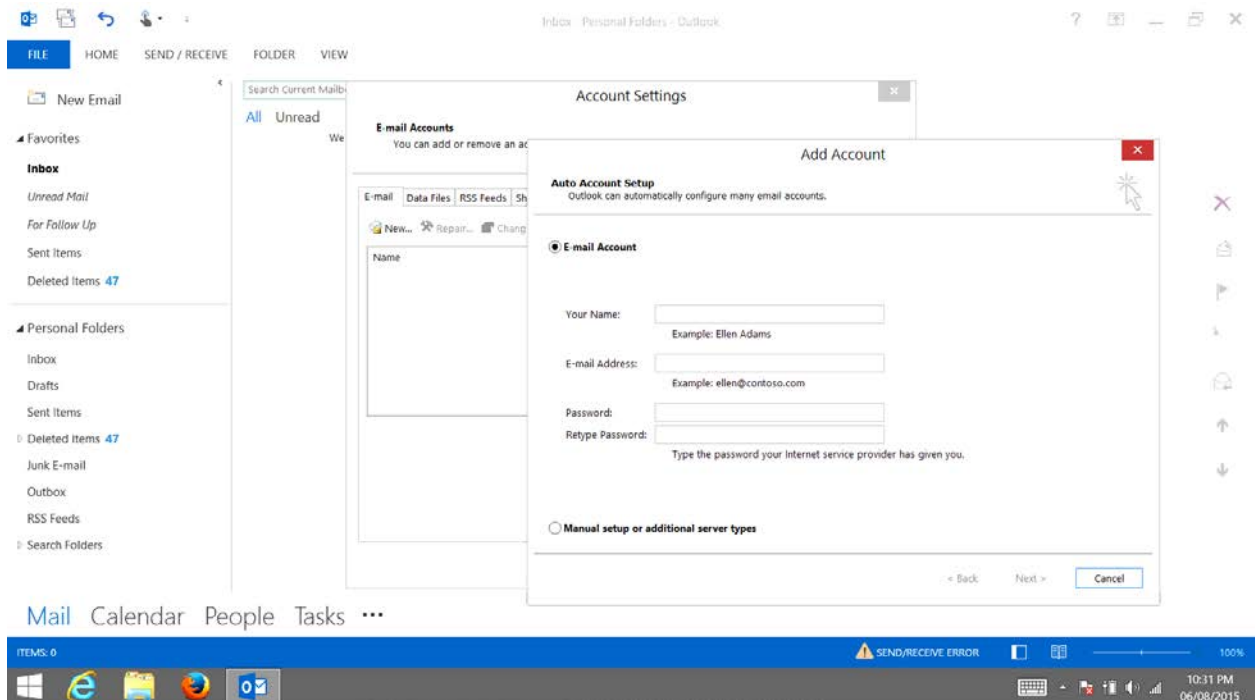 Inbox - Personal Folders - Outlook
FILE HOME SEND / RECEIVE FOLDER VIEW
New Email
Favorites
Inbox
Unread Mail
For Follow Up
Sent Items
Deleted Items 47
Personal Folders
Inbox
Drafts
Sent Items
Deleted Items 47
Junk E-mail
Outbox
RSS Feeds
Search Folders
Search Current Mailb
All Unread
We
Account Settings
E-mail Accounts
You can add or remove an ac
E-mail Data Files RSS Feeds Sh
New... Repair... Chang
Name
Add Account
Auto Account Setup
Outlook can automatically configure many email accounts.
E-mail Account
Your Name:
Example: Ellen Adams
E-mail Address:
Example: ellen@contoso.com
Password:
Retype Password:
Type the password your Internet service provider has given you.
Manual setup or additional server types
< Back Next > Cancel
Mail Calendar People Tasks •••
ITEMS: 0 SEND/RECEIVE ERROR 100%
10:31 PM
06/08/2015